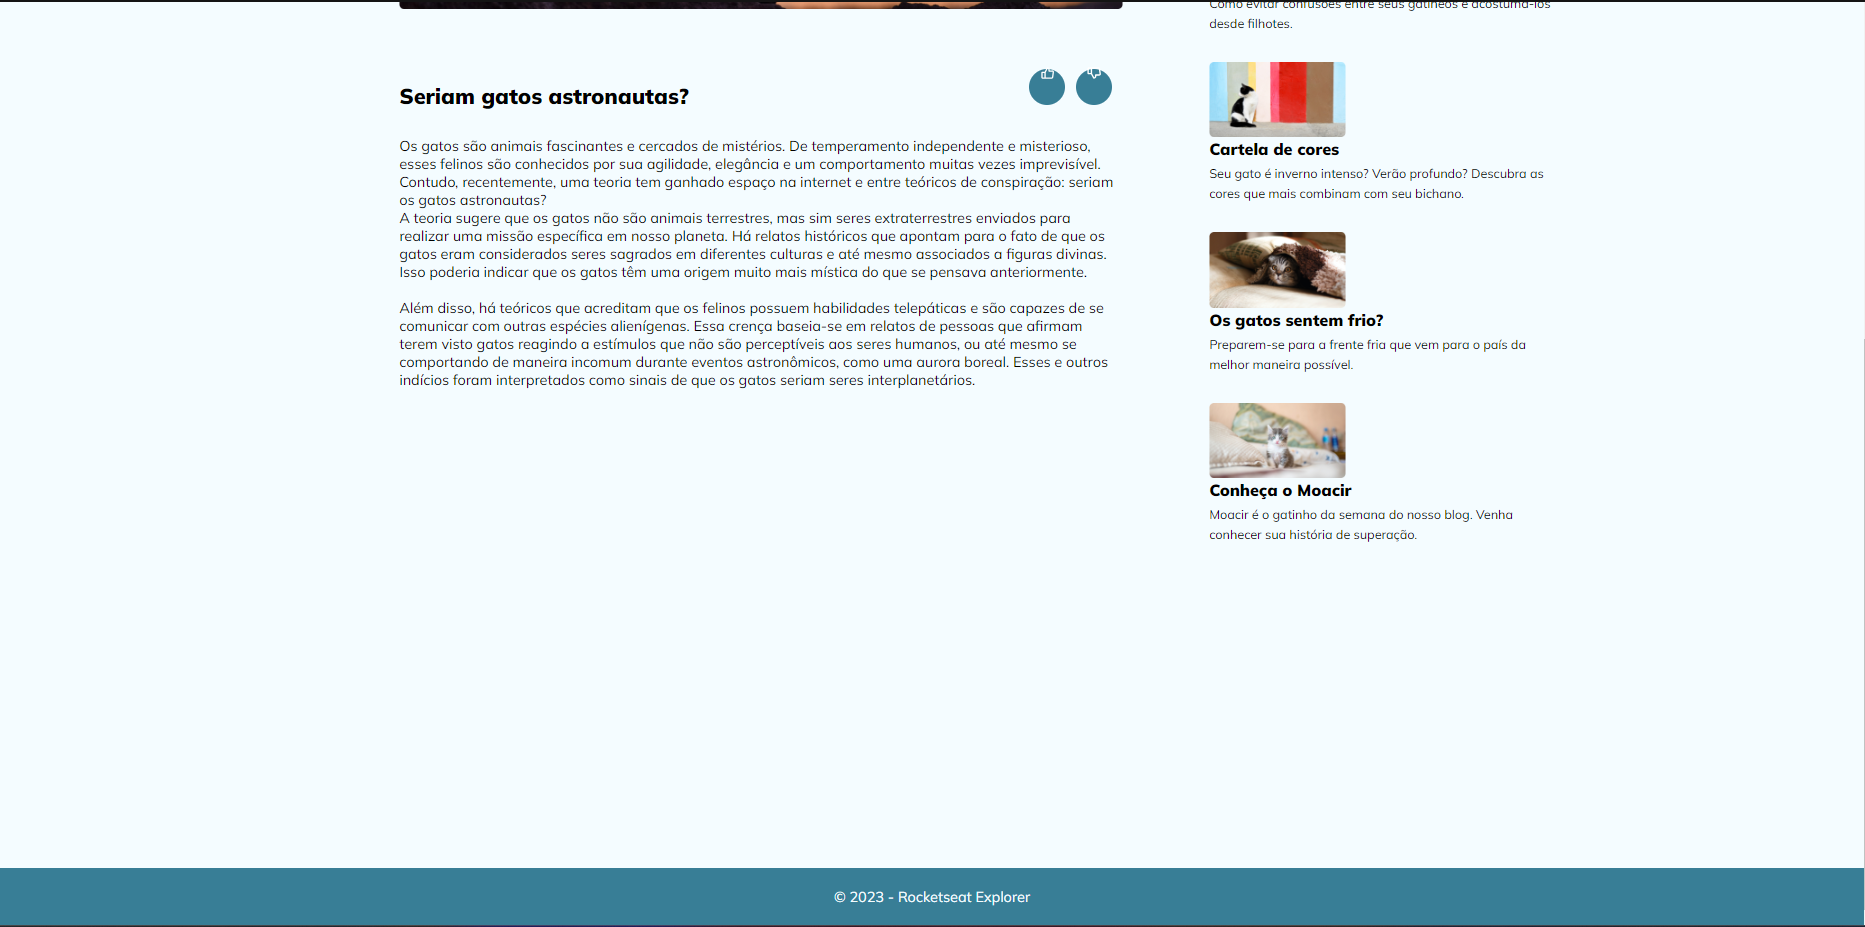 Seriam gatos astronautas?
Os gatos são animais fascinantes e cercados de mistérios. De temperamento independente e misterioso,
esses felinos são conhecidos por sua agilidade, elegância e um comportamento muitas vezes imprevisível.
Contudo, recentemente, uma teoria tem ganhado espaço na internet e entre teóricos de conspiração: seriam
os gatos astronautas?
A teoria sugere que os gatos não são animais terrestres, mas sim seres extraterrestres enviados para
realizar uma missão específica em nosso planeta. Há relatos históricos que apontam para o fato de que os
gatos eram considerados seres sagrados em diferentes culturas e até mesmo associados a figuras divinas.
Isso poderia indicar que os gatos têm uma origem muito mais mística do que se pensava anteriormente.
Além disso, há teóricos que acreditam que os felinos possuem habilidades telepáticas e são capazes de se
comunicar com outras espécies alienígenas. Essa crença baseia-se em relatos de pessoas que afirmam
terem visto gatos reagindo a estímulos que não são perceptíveis aos seres humanos, ou até mesmo se
comportando de maneira incomum durante eventos astronômicos, como uma aurora boreal. Esses e outros
indícios foram interpretados como sinais de que os gatos seriam seres interplanetários.
Como evitar confusões entre seus gatíneos e acostumá-los
desde filhotes.
Cartela de cores
Seu gato é inverno intenso? Verão profundo? Descubra as
cores que mais combinam com seu bichano.
Os gatos sentem frio?
Preparem-se para a frente fria que vem para o país da
melhor maneira possível.
Conheça o Moacir
Moacir é o gatinho da semana do nosso blog. Venha
conhecer sua história de superação.
© 2023 - Rocketseat Explorer